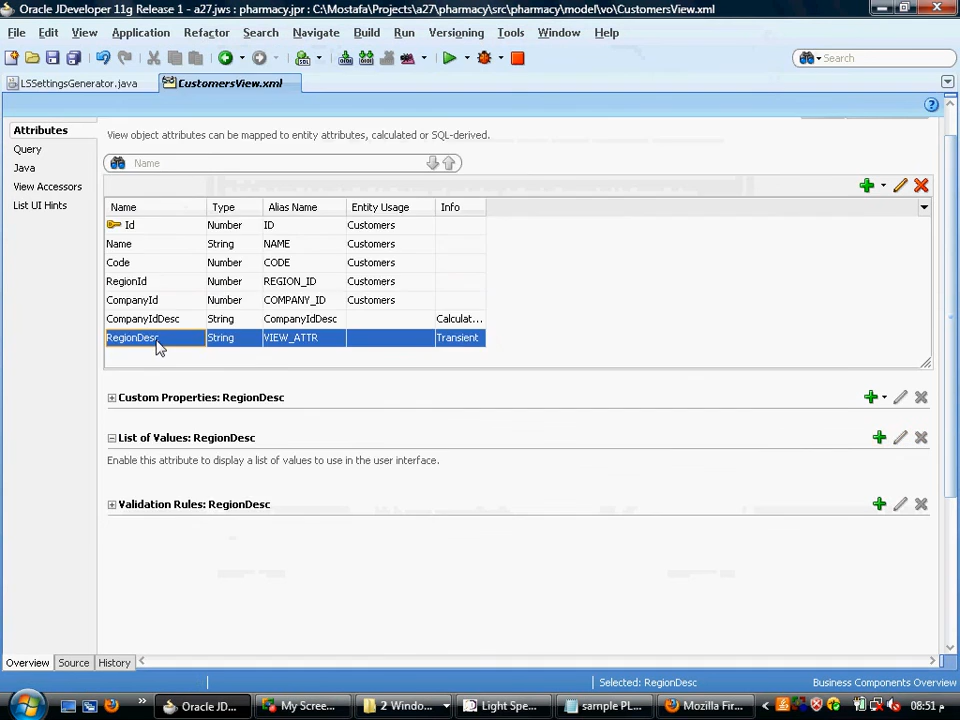 Oracle JDeveloper 11g Release 1 - a27.jws : pharmacy.jpr : C:\Mostafa\Projects\a27\pharmacy\src\pharmacy\model\vo\CustomersView.xml
File Edit View Application Refactor Search Navigate Build Run Versioning Tools Window Help
Search
LSSettingsGenerator.java CustomersView.xml
Attributes
Query
Java
View Accessors
List UI Hints
View object attributes can be mapped to entity attributes, calculated or SQL-derived.
Name
Name Type Alias Name Entity Usage Info
Id Number ID Customers
Name String NAME Customers
Code Number CODE Customers
RegionId Number REGION_ID Customers
CompanyId Number COMPANY_ID Customers
CompanyIdDesc String CompanyIdDesc Calculat...
RegionDesc String VIEW_ATTR Transient
Custom Properties: RegionDesc
List of Values: RegionDesc
Enable this attribute to display a list of values to use in the user interface.
Validation Rules: RegionDesc
Overview Source History
Selected: RegionDesc Business Components Overview
Oracle JD... My Scree... 2 Windo... Light Spe... sample PL... Mozilla Fir... 08:51 م